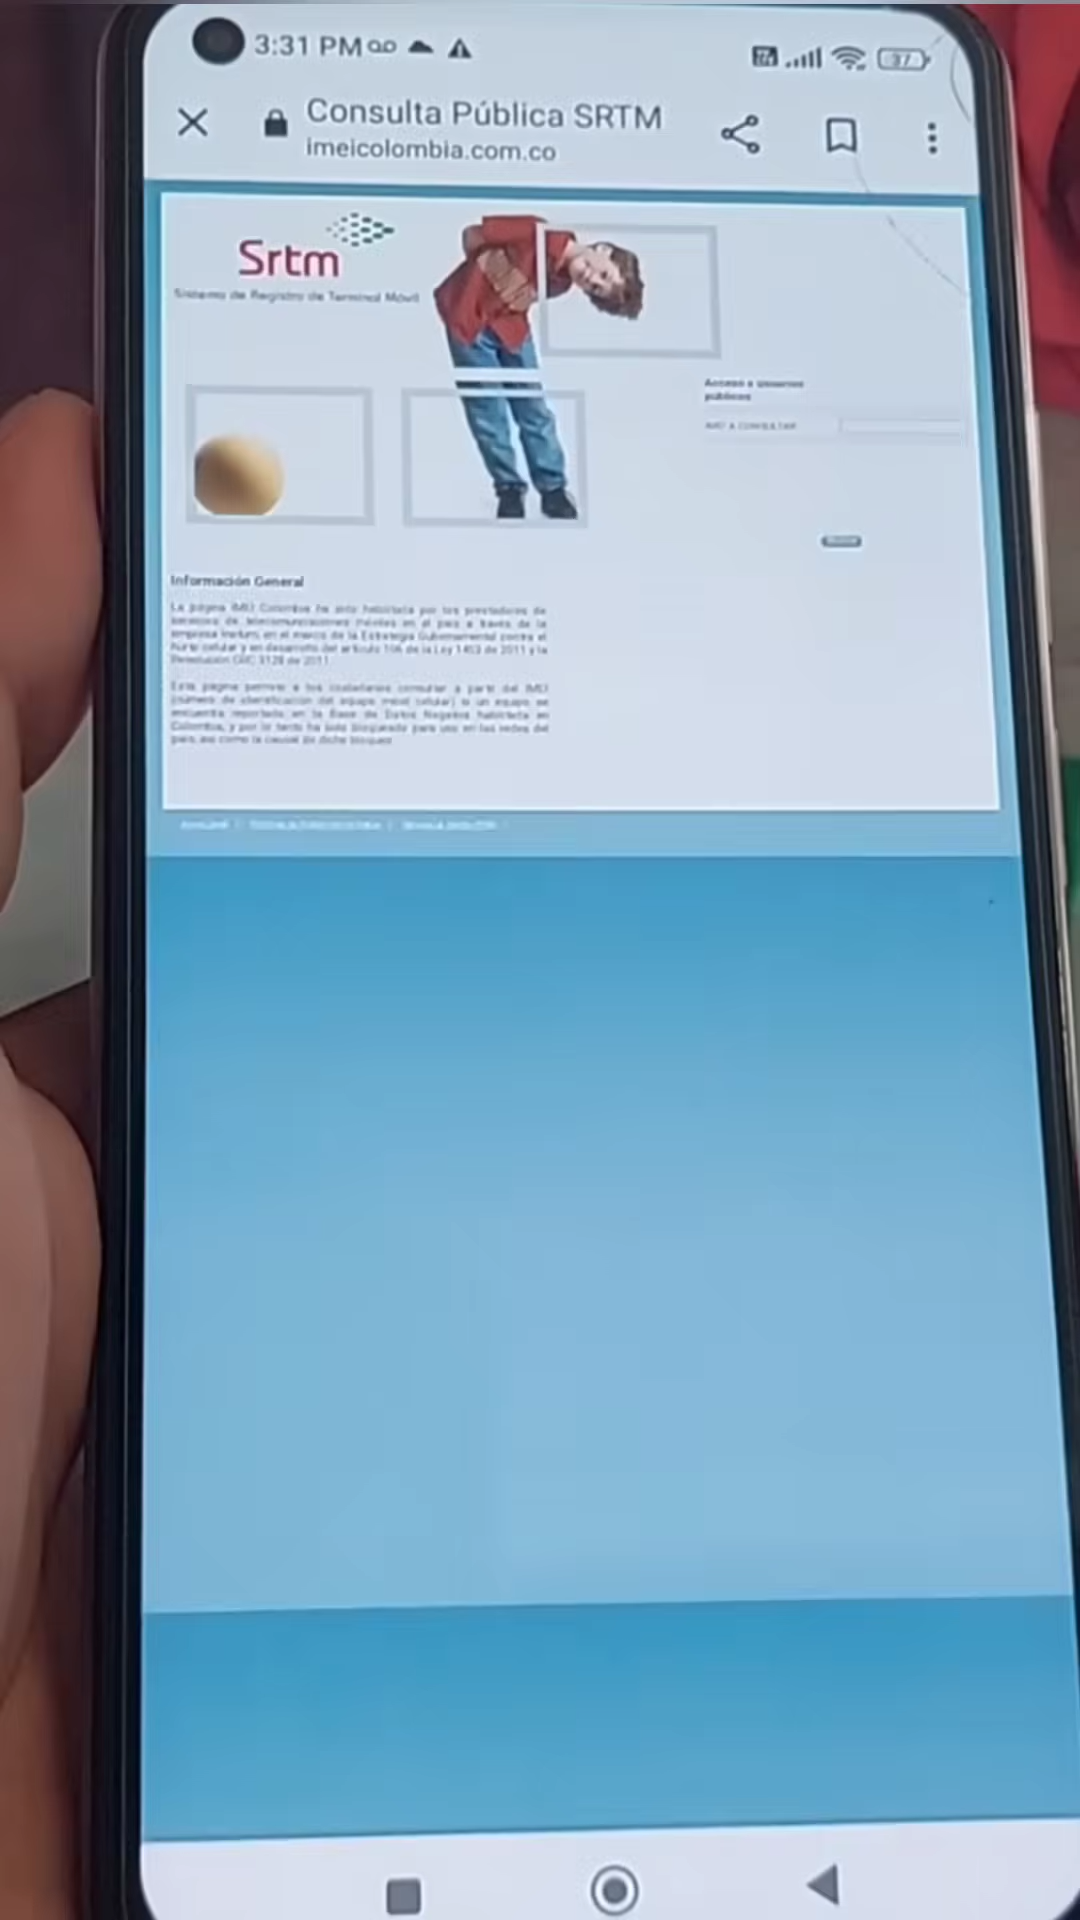 3:31 PM
37
Consulta Pública SRTM
imeicolombia.com.co
Srtm
Sistema de Registro de Terminal Móvil
Acceso a usuarios
públicos
IMEI A CONSULTAR
Información General
La página IMEI Colombia ha sido habilitada por los prestadores de
servicios de telecomunicaciones móviles en el país a través de la
empresa Inetum, en el marco de la Estrategia Gubernamental contra el
hurto celular y en desarrollo del artículo 106 de la Ley 1453 de 2011 y la
Resolución CRC 3128 de 2011.
Esta página permite a los ciudadanos consultar a partir del IMEI
(número de identificación del equipo móvil celular) si un equipo se
encuentra reportado en la Base de Datos Negativa habilitada en
Colombia, y por lo tanto ha sido bloqueado para uso en las redes del
país, así como la causal de dicho bloqueo.